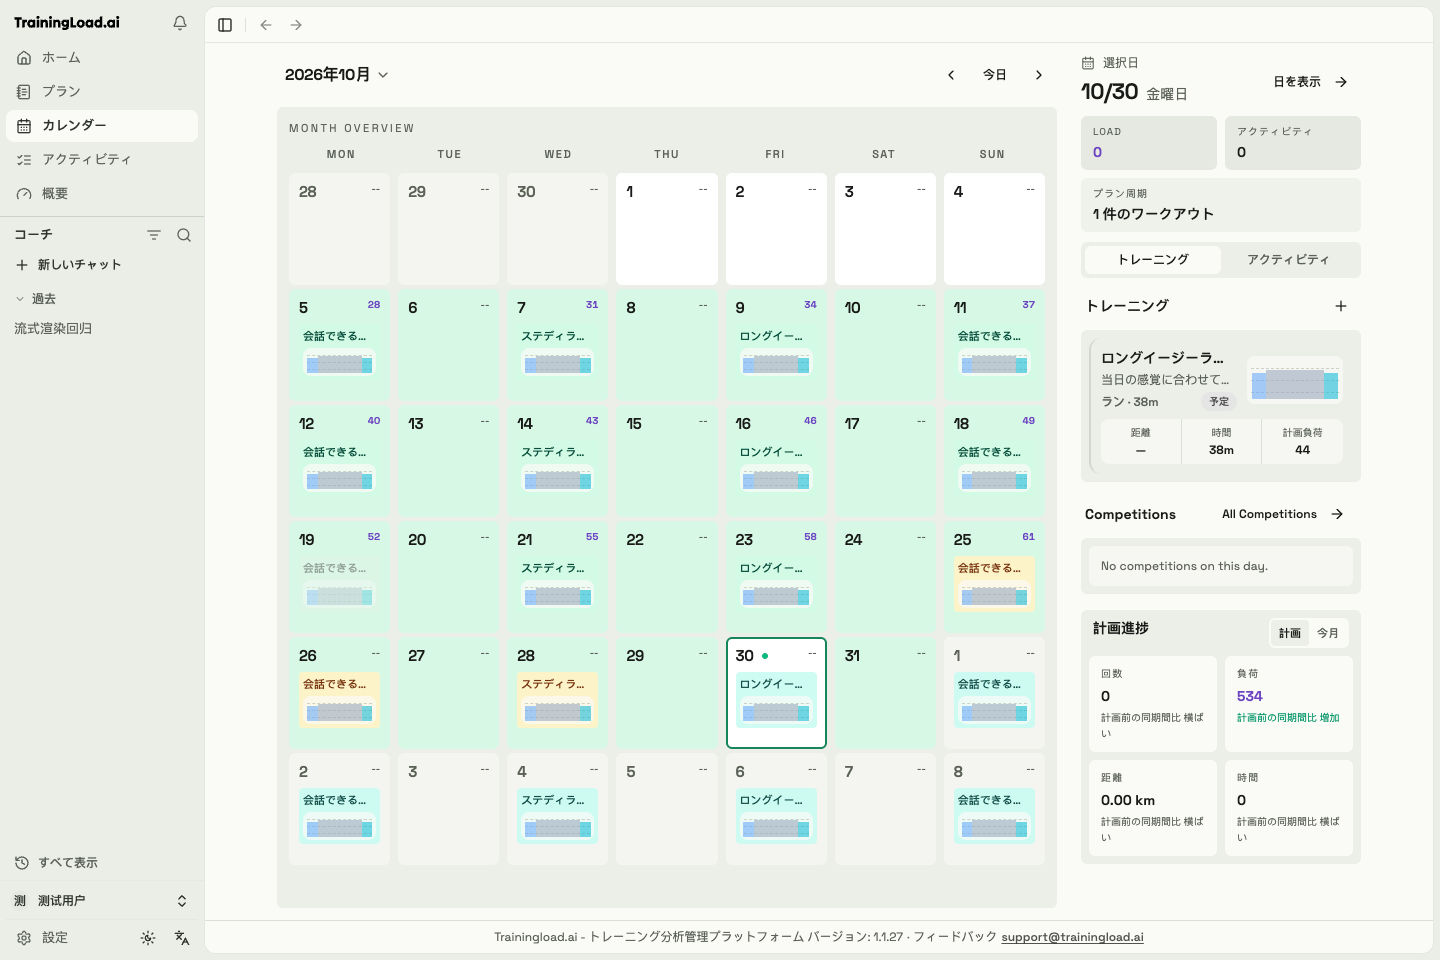 TrainingLoad.ai
ホーム
プラン
カレンダー
アクティビティ
概要
コーチ
新しいチャット
過去
流式渲染回归
すべて表示
测 测试用户
設定
2026年10月
今日
MONTH OVERVIEW
MON TUE WED THU FRI SAT SUN
28 -- 29 -- 30 -- 1 -- 2 -- 3 -- 4 --
5 28 6 -- 7 31 8 -- 9 34 10 -- 11 37
会話できる... ステディラ... ロングイー... 会話できる...
12 40 13 -- 14 43 15 -- 16 46 17 -- 18 49
会話できる... ステディラ... ロングイー... 会話できる...
19 52 20 -- 21 55 22 -- 23 58 24 -- 25 61
会話できる... ステディラ... ロングイー... 会話できる...
26 -- 27 -- 28 -- 29 -- 30 -- 31 -- 1 --
会話できる... ステディラ... ロングイー... 会話できる...
2 -- 3 -- 4 -- 5 -- 6 -- 7 -- 8 --
会話できる... ステディラ... ロングイー... 会話できる...
選択日
10/30 金曜日
日を表示
LOAD
0
アクティビティ
0
プラン周期
1 件のワークアウト
トレーニング アクティビティ
トレーニング
ロングイージーラ...
当日の感覚に合わせて...
ラン · 38m 予定
距離 時間 計画負荷
— 38m 44
Competitions All Competitions
No competitions on this day.
計画進捗
計画 今月
回数
0
計画前の同期間比 横ば
い
負荷
534
計画前の同期間比 増加
距離
0.00 km
計画前の同期間比 横ば
い
時間
0
計画前の同期間比 横ば
い
Trainingload.ai - トレーニング分析管理プラットフォーム バージョン: 1.1.27 · フィードバック support@trainingload.ai